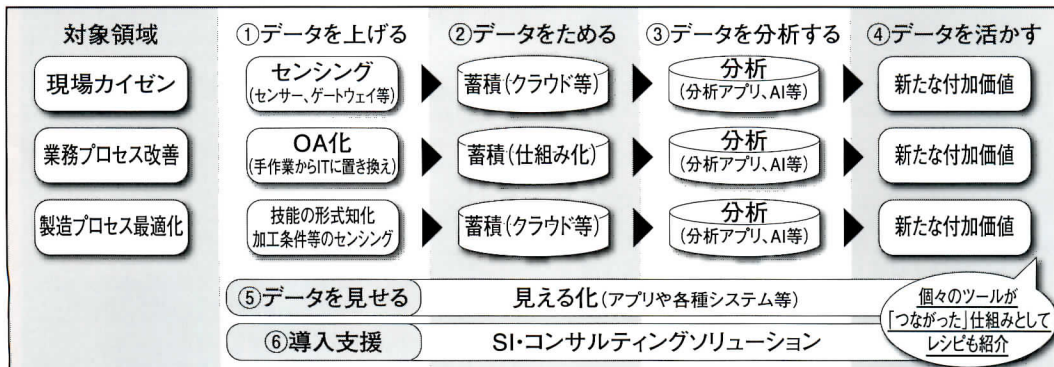 対象領域
①データを上げる
②データをためる
③データを分析する
④データを活かす
現場カイゼン
センシング
(センサー、ゲートウェイ等)
蓄積(クラウド等)
分析
(分析アプリ、AI等)
新たな付加価値
業務プロセス改善
OA化
(手作業からITに置き換え)
蓄積(仕組み化)
分析
(分析アプリ、AI等)
新たな付加価値
製造プロセス最適化
技能の形式知化
加工条件等のセンシング
蓄積(クラウド等)
分析
(分析アプリ、AI等)
新たな付加価値
⑤データを見せる
見える化(アプリや各種システム等)
⑥導入支援
SI・コンサルティングソリューション
個々のツールが
「つながった」仕組みとして
レシピも紹介